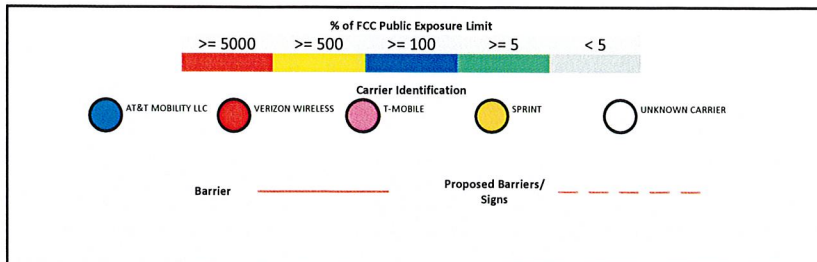 % of FCC Public Exposure Limit
>= 5000 >= 500 >= 100 >= 5 < 5
Carrier Identification
AT&T MOBILITY LLC VERIZON WIRELESS T-MOBILE SPRINT UNKNOWN CARRIER
Barrier Proposed Barriers/
Signs